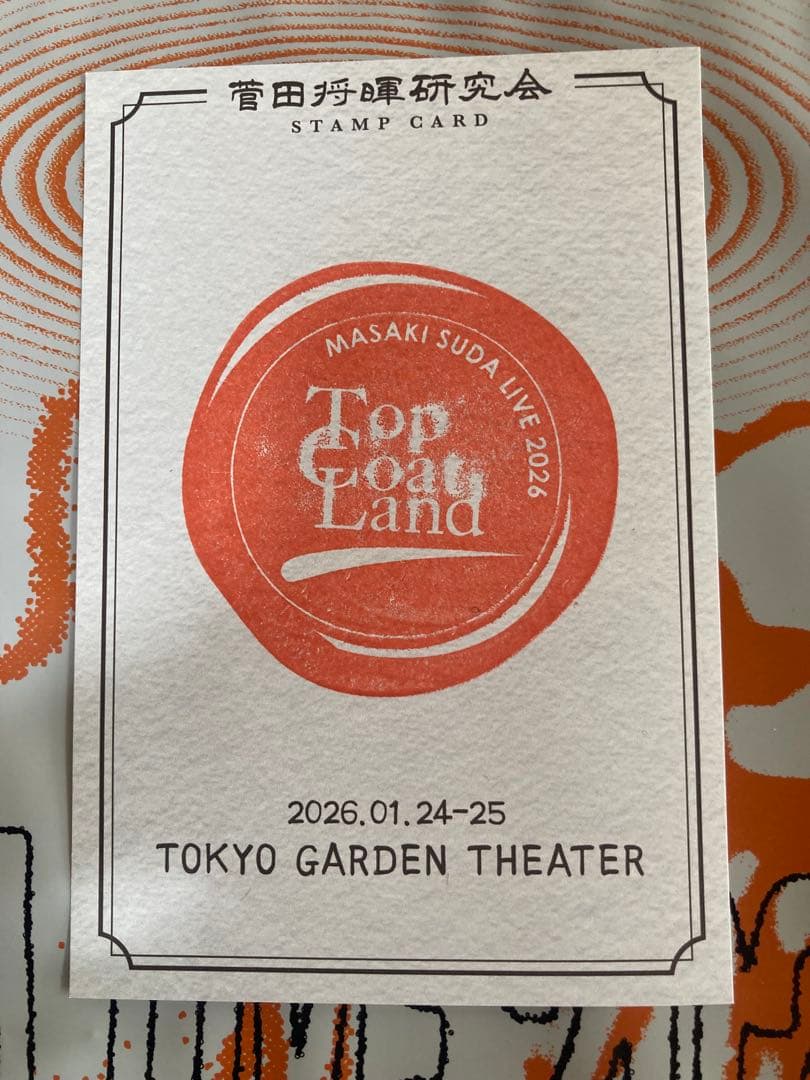 菅田将暉研究会
STAMP CARD
MASAKI SUDA LIVE 2026
Top
Coat
Land
2026.01.24-25
TOKYO GARDEN THEATER